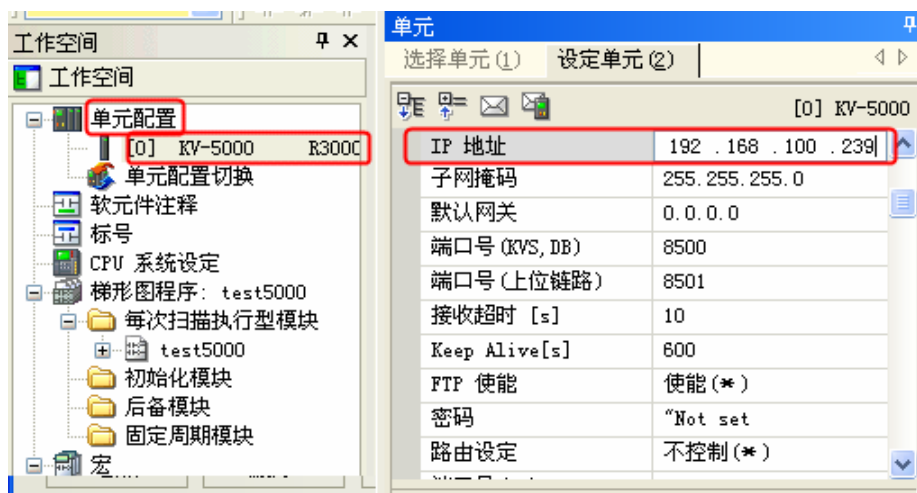 工作空间
工作空间
单元配置
[0] KV-5000 R3000
单元配置切换
软元件注释
标号
CPU 系统设定
梯形图程序: test5000
每次扫描执行型模块
test5000
初始化模块
后备模块
固定周期模块
宏
单元
选择单元(1) 设定单元(2)
[0] KV-5000
IP 地址 192 .168 .100 .239
子网掩码 255.255.255.0
默认网关 0.0.0.0
端口号(KVS,DB) 8500
端口号(上位链路) 8501
接收超时 [s] 10
Keep Alive[s] 600
FTP 使能 使能(*)
密码 “Not set
路由设定 不控制(*)